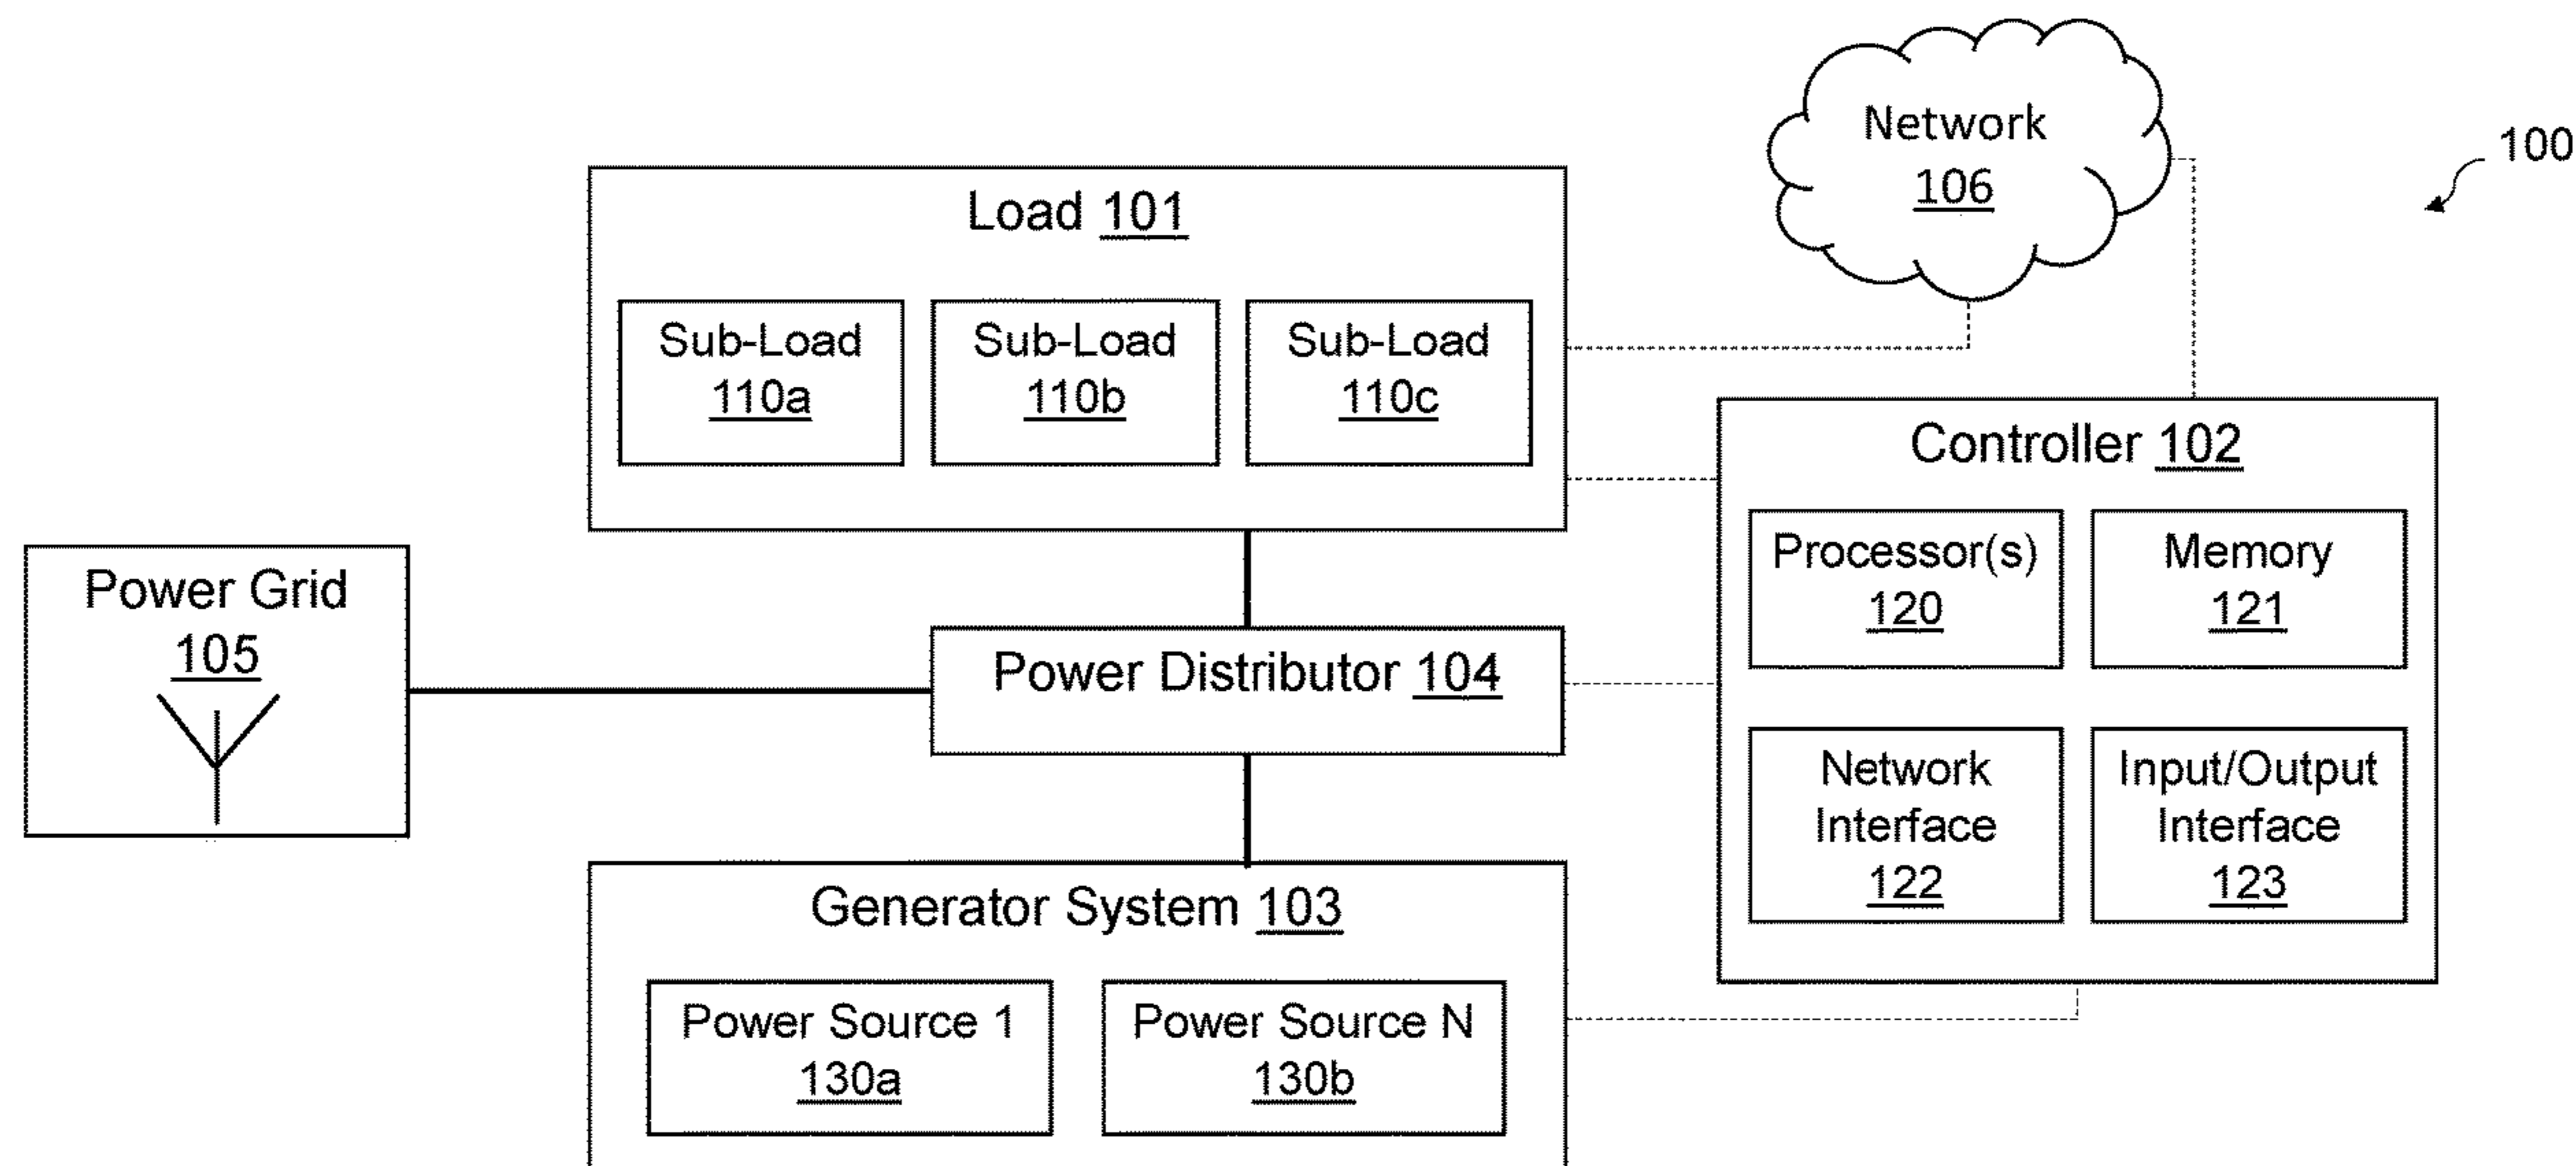 Network
106
100
Load 101
Sub-Load
110a
Sub-Load
110b
Sub-Load
110c
Controller 102
Processor(s)
120
Memory
121
Network
Interface
122
Input/Output
Interface
123
Power Grid
105
Power Distributor 104
Generator System 103
Power Source 1
130a
Power Source N
130b